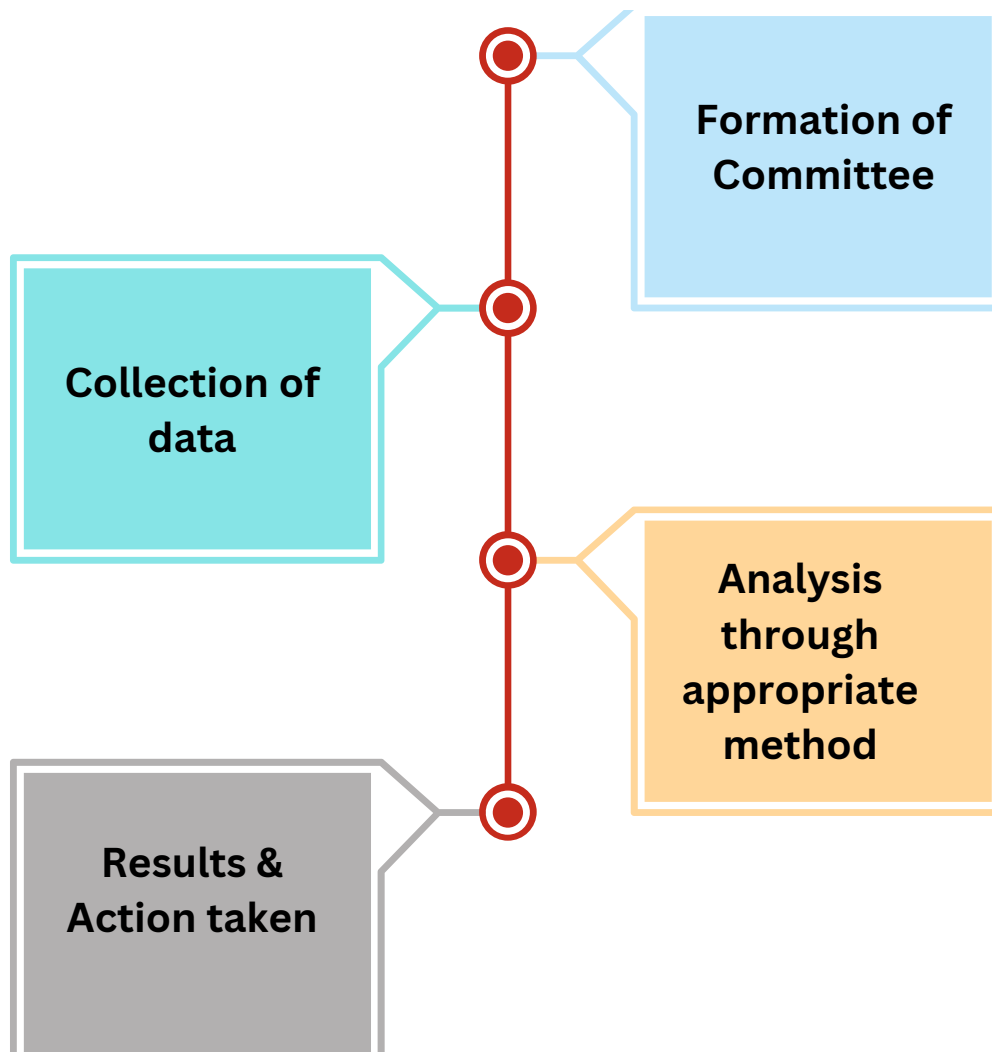 Formation of
Committee
Collection of
data
Analysis
through
appropriate
method
Results &
Action taken